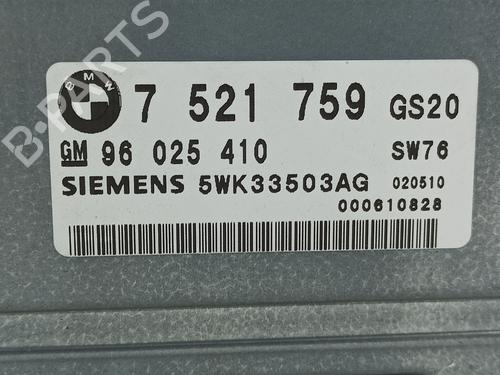 BMW 7 521 759 GS20
GM 96 025 410 SW76
SIEMENS 5WK33503AG 020510
000610828
B-PARTS